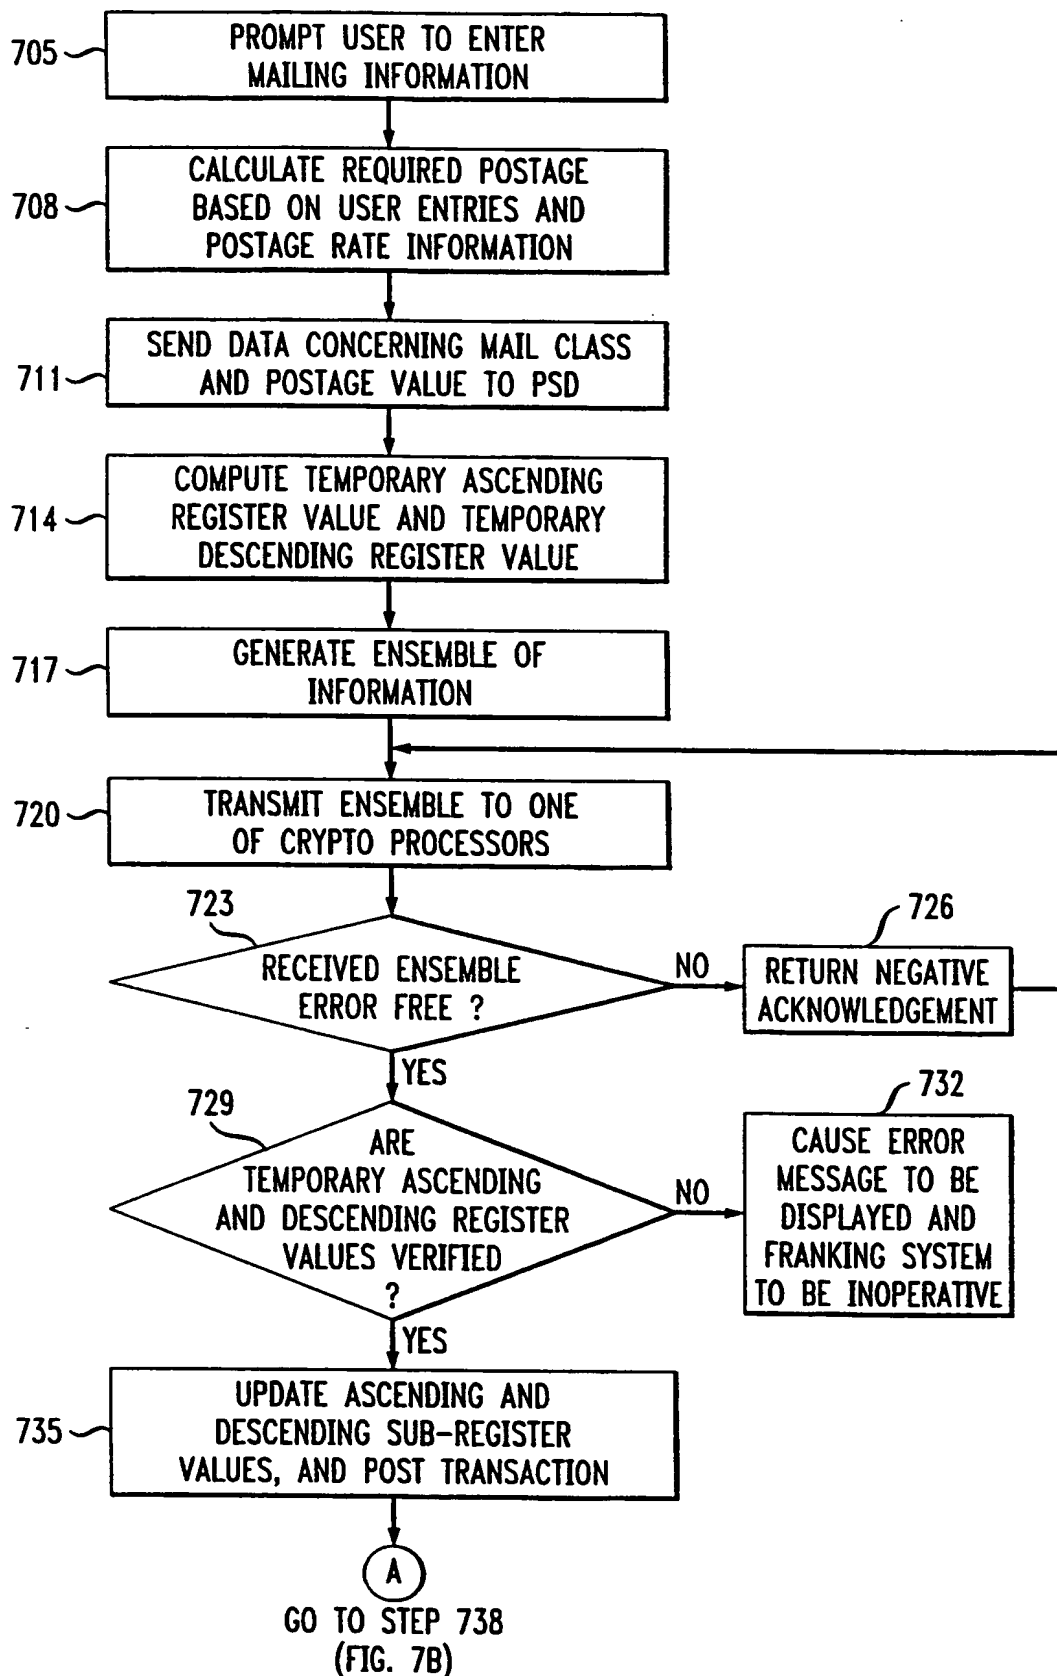 705
PROMPT USER TO ENTER
MAILING INFORMATION
708
CALCULATE REQUIRED POSTAGE
BASED ON USER ENTRIES AND
POSTAGE RATE INFORMATION
711
SEND DATA CONCERNING MAIL CLASS
AND POSTAGE VALUE TO PSD
714
COMPUTE TEMPORARY ASCENDING
REGISTER VALUE AND TEMPORARY
DESCENDING REGISTER VALUE
717
GENERATE ENSEMBLE OF
INFORMATION
720
TRANSMIT ENSEMBLE TO ONE
OF CRYPTO PROCESSORS
723
RECEIVED ENSEMBLE
ERROR FREE ?
NO
726
RETURN NEGATIVE
ACKNOWLEDGEMENT
YES
729
ARE
TEMPORARY ASCENDING
AND DESCENDING REGISTER
VALUES VERIFIED
?
NO
732
CAUSE ERROR
MESSAGE TO BE
DISPLAYED AND
FRANKING SYSTEM
TO BE INOPERATIVE
YES
735
UPDATE ASCENDING AND
DESCENDING SUB-REGISTER
VALUES, AND POST TRANSACTION
A
GO TO STEP 738
(FIG. 7B)